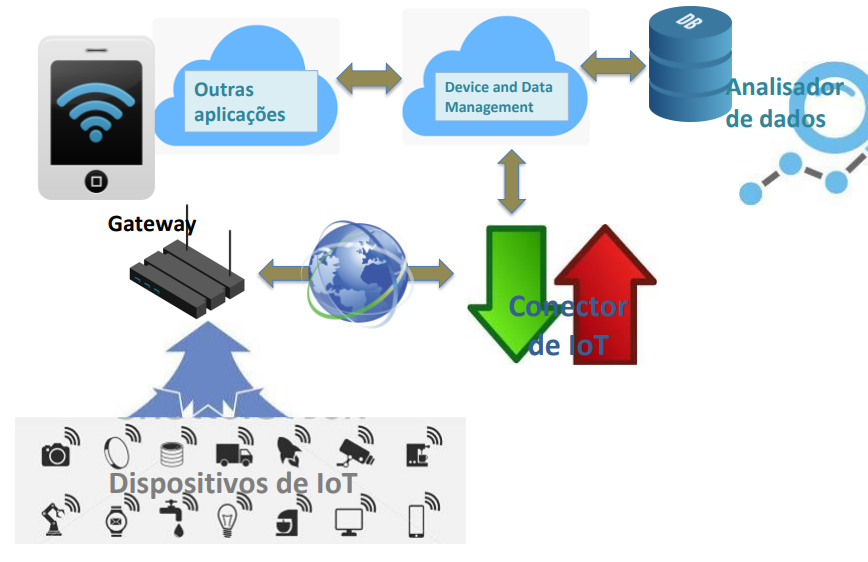 DB
Outras
aplicações
Device and Data
Management
Analisador
de dados
Gateway
Conector
de IoT
Dispositivos de IoT